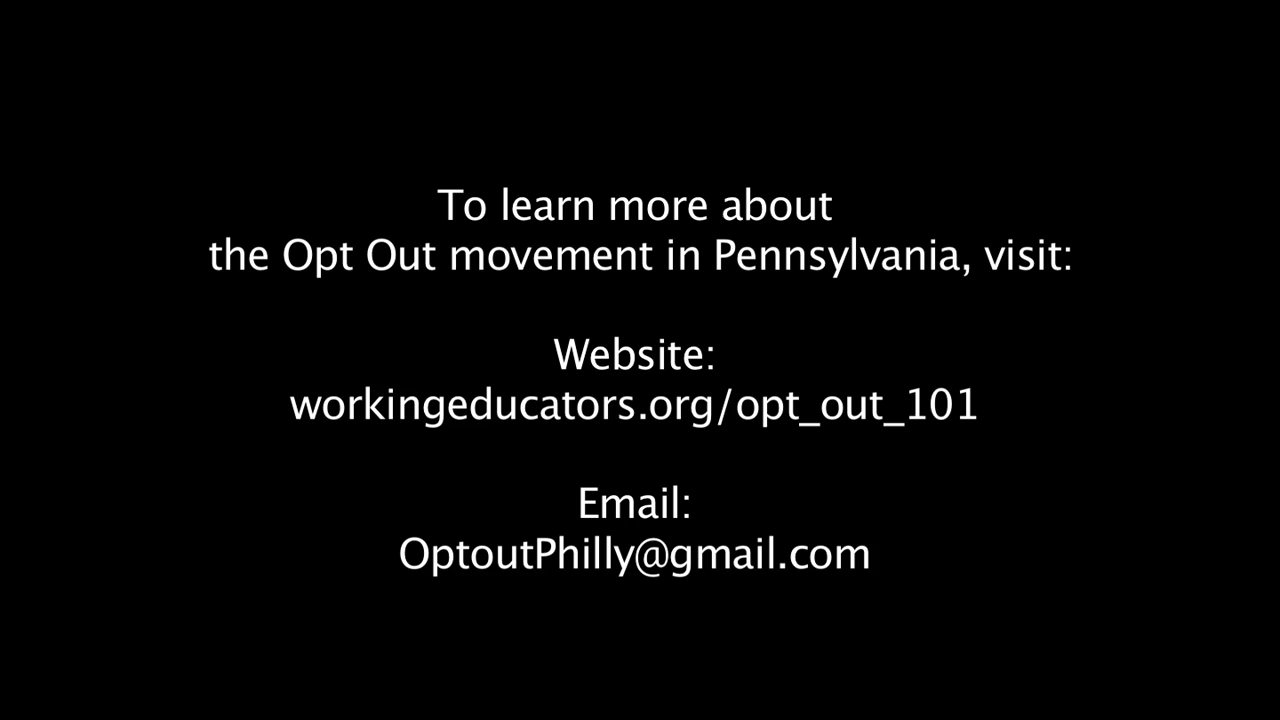 To learn more about
the Opt Out movement in Pennsylvania, visit:
Website:
workingeducators.org/opt_out_101
Email:
OptoutPhilly@gmail.com